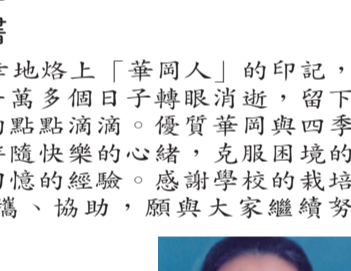 書
地烙上「華岡人」的印記，
萬多個日子轉眼消逝，留下
的點點滴滴。優質華岡與四季
隨快樂的心緒，克服困境的
憶的經驗。感謝學校的栽培
攜、協助，願與大家繼續努